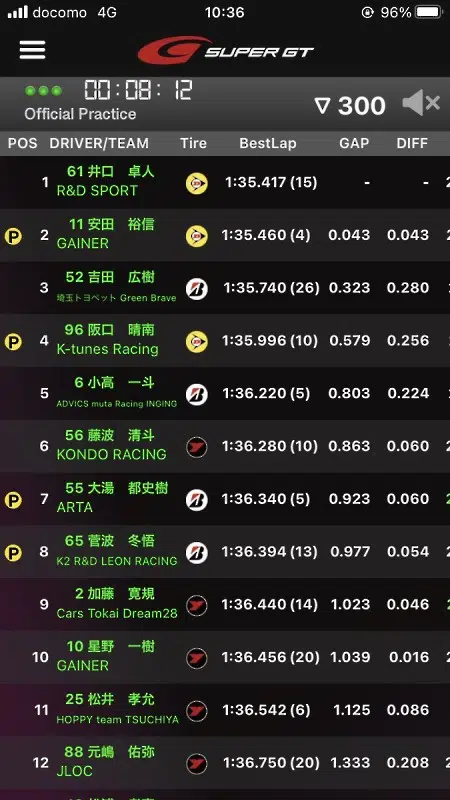 docomo 4G 10:36 96%
SUPER GT
00:08:12
Official Practice ∇ 300
POS DRIVER/TEAM Tire BestLap GAP DIFF
1 61 井口 卓人 1:35.417 (15) - -
R&D SPORT
P 2 11 安田 裕信 1:35.460 (4) 0.043 0.043
GAINER
3 52 吉田 広樹 1:35.740 (26) 0.323 0.280
埼玉トヨペット Green Brave
P 4 96 阪口 晴南 1:35.996 (10) 0.579 0.256
K-tunes Racing
5 6 小高 一斗 1:36.220 (5) 0.803 0.224
ADVICS muta Racing INGING
6 56 藤波 清斗 1:36.280 (10) 0.863 0.060
KONDO RACING
P 7 55 大湯 都史樹 1:36.340 (5) 0.923 0.060
ARTA
P 8 65 菅波 冬悟 1:36.394 (13) 0.977 0.054
K2 R&D LEON RACING
9 2 加藤 寛規 1:36.440 (14) 1.023 0.046
Cars Tokai Dream28
10 10 星野 一樹 1:36.456 (20) 1.039 0.016
GAINER
11 25 松井 孝允 1:36.542 (6) 1.125 0.086
HOPPY team TSUCHIYA
12 88 元嶋 佑弥 1:36.750 (20) 1.333 0.208
JLOC